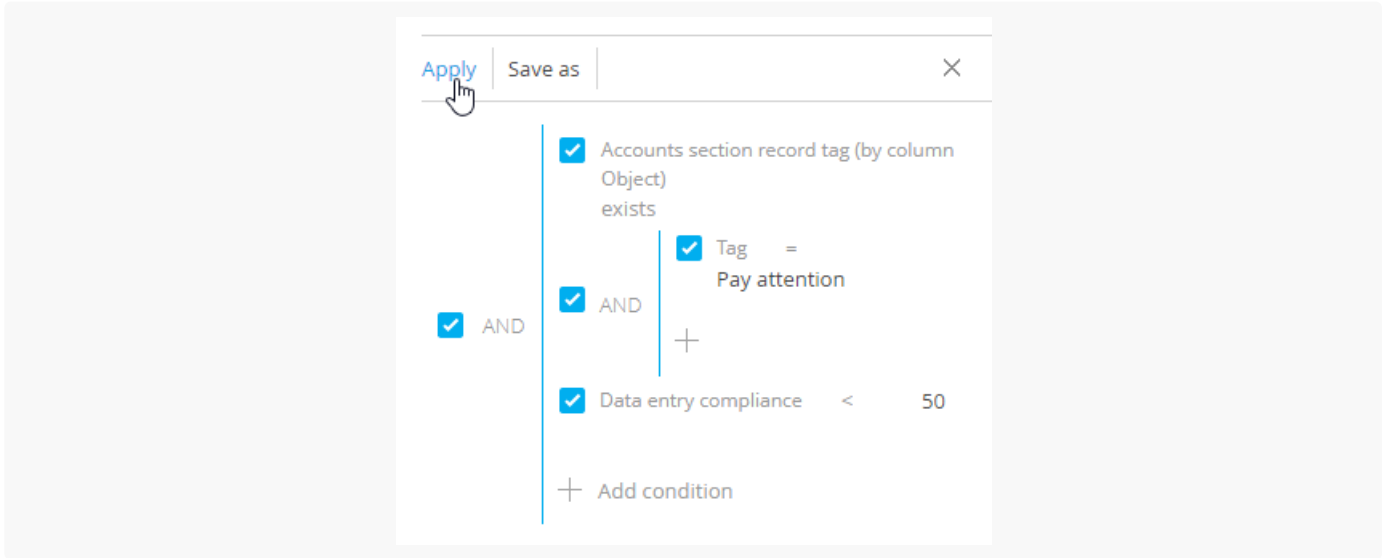 Apply Save as
Accounts section record tag (by column
Object)
exists
Tag =
Pay attention
AND
AND
Data entry compliance < 50
Add condition